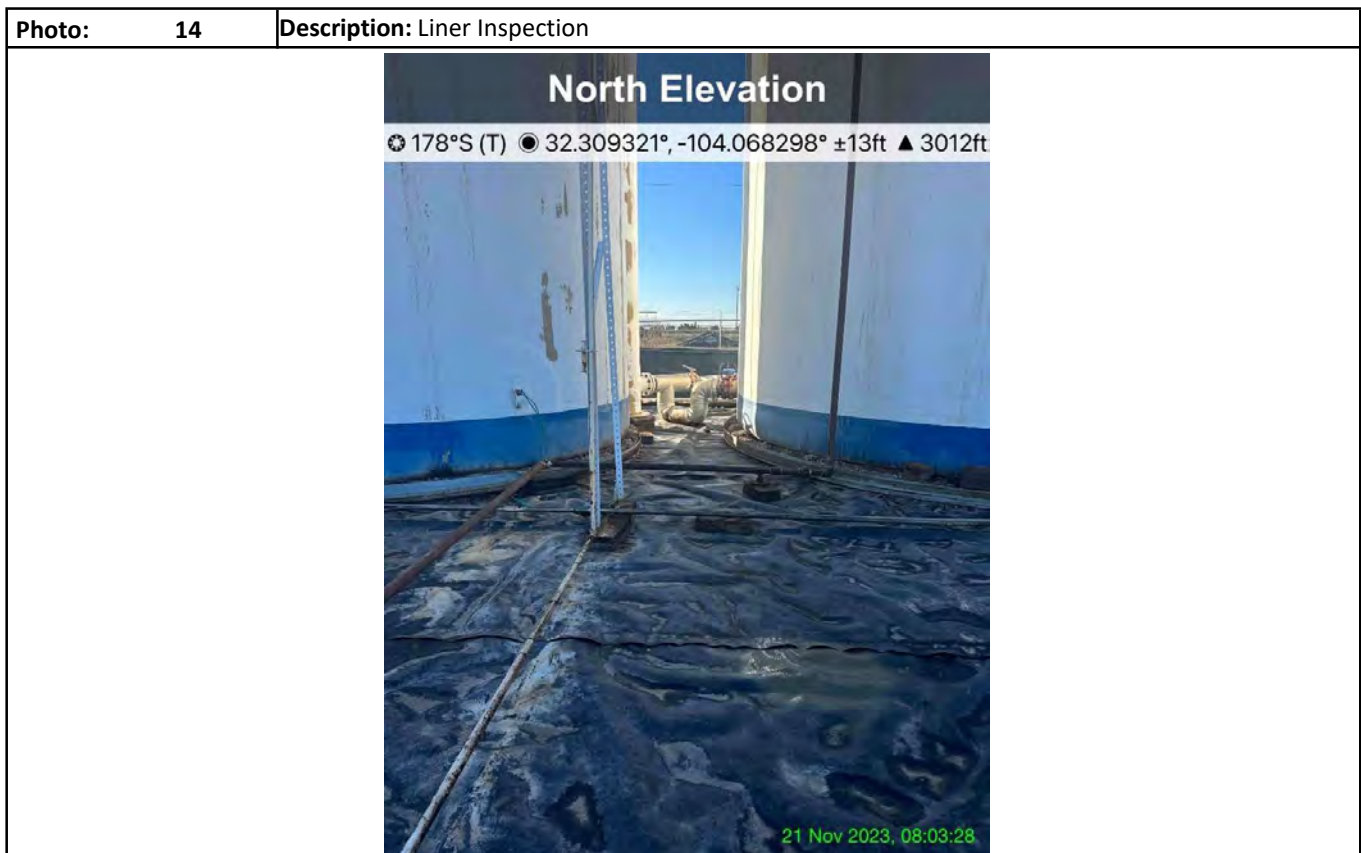 Photo: 14 Description: Liner Inspection
North Elevation
178°S (T) 32.309321°, -104.068298° ±13ft ▲ 3012ft
21 Nov 2023, 08:03:28